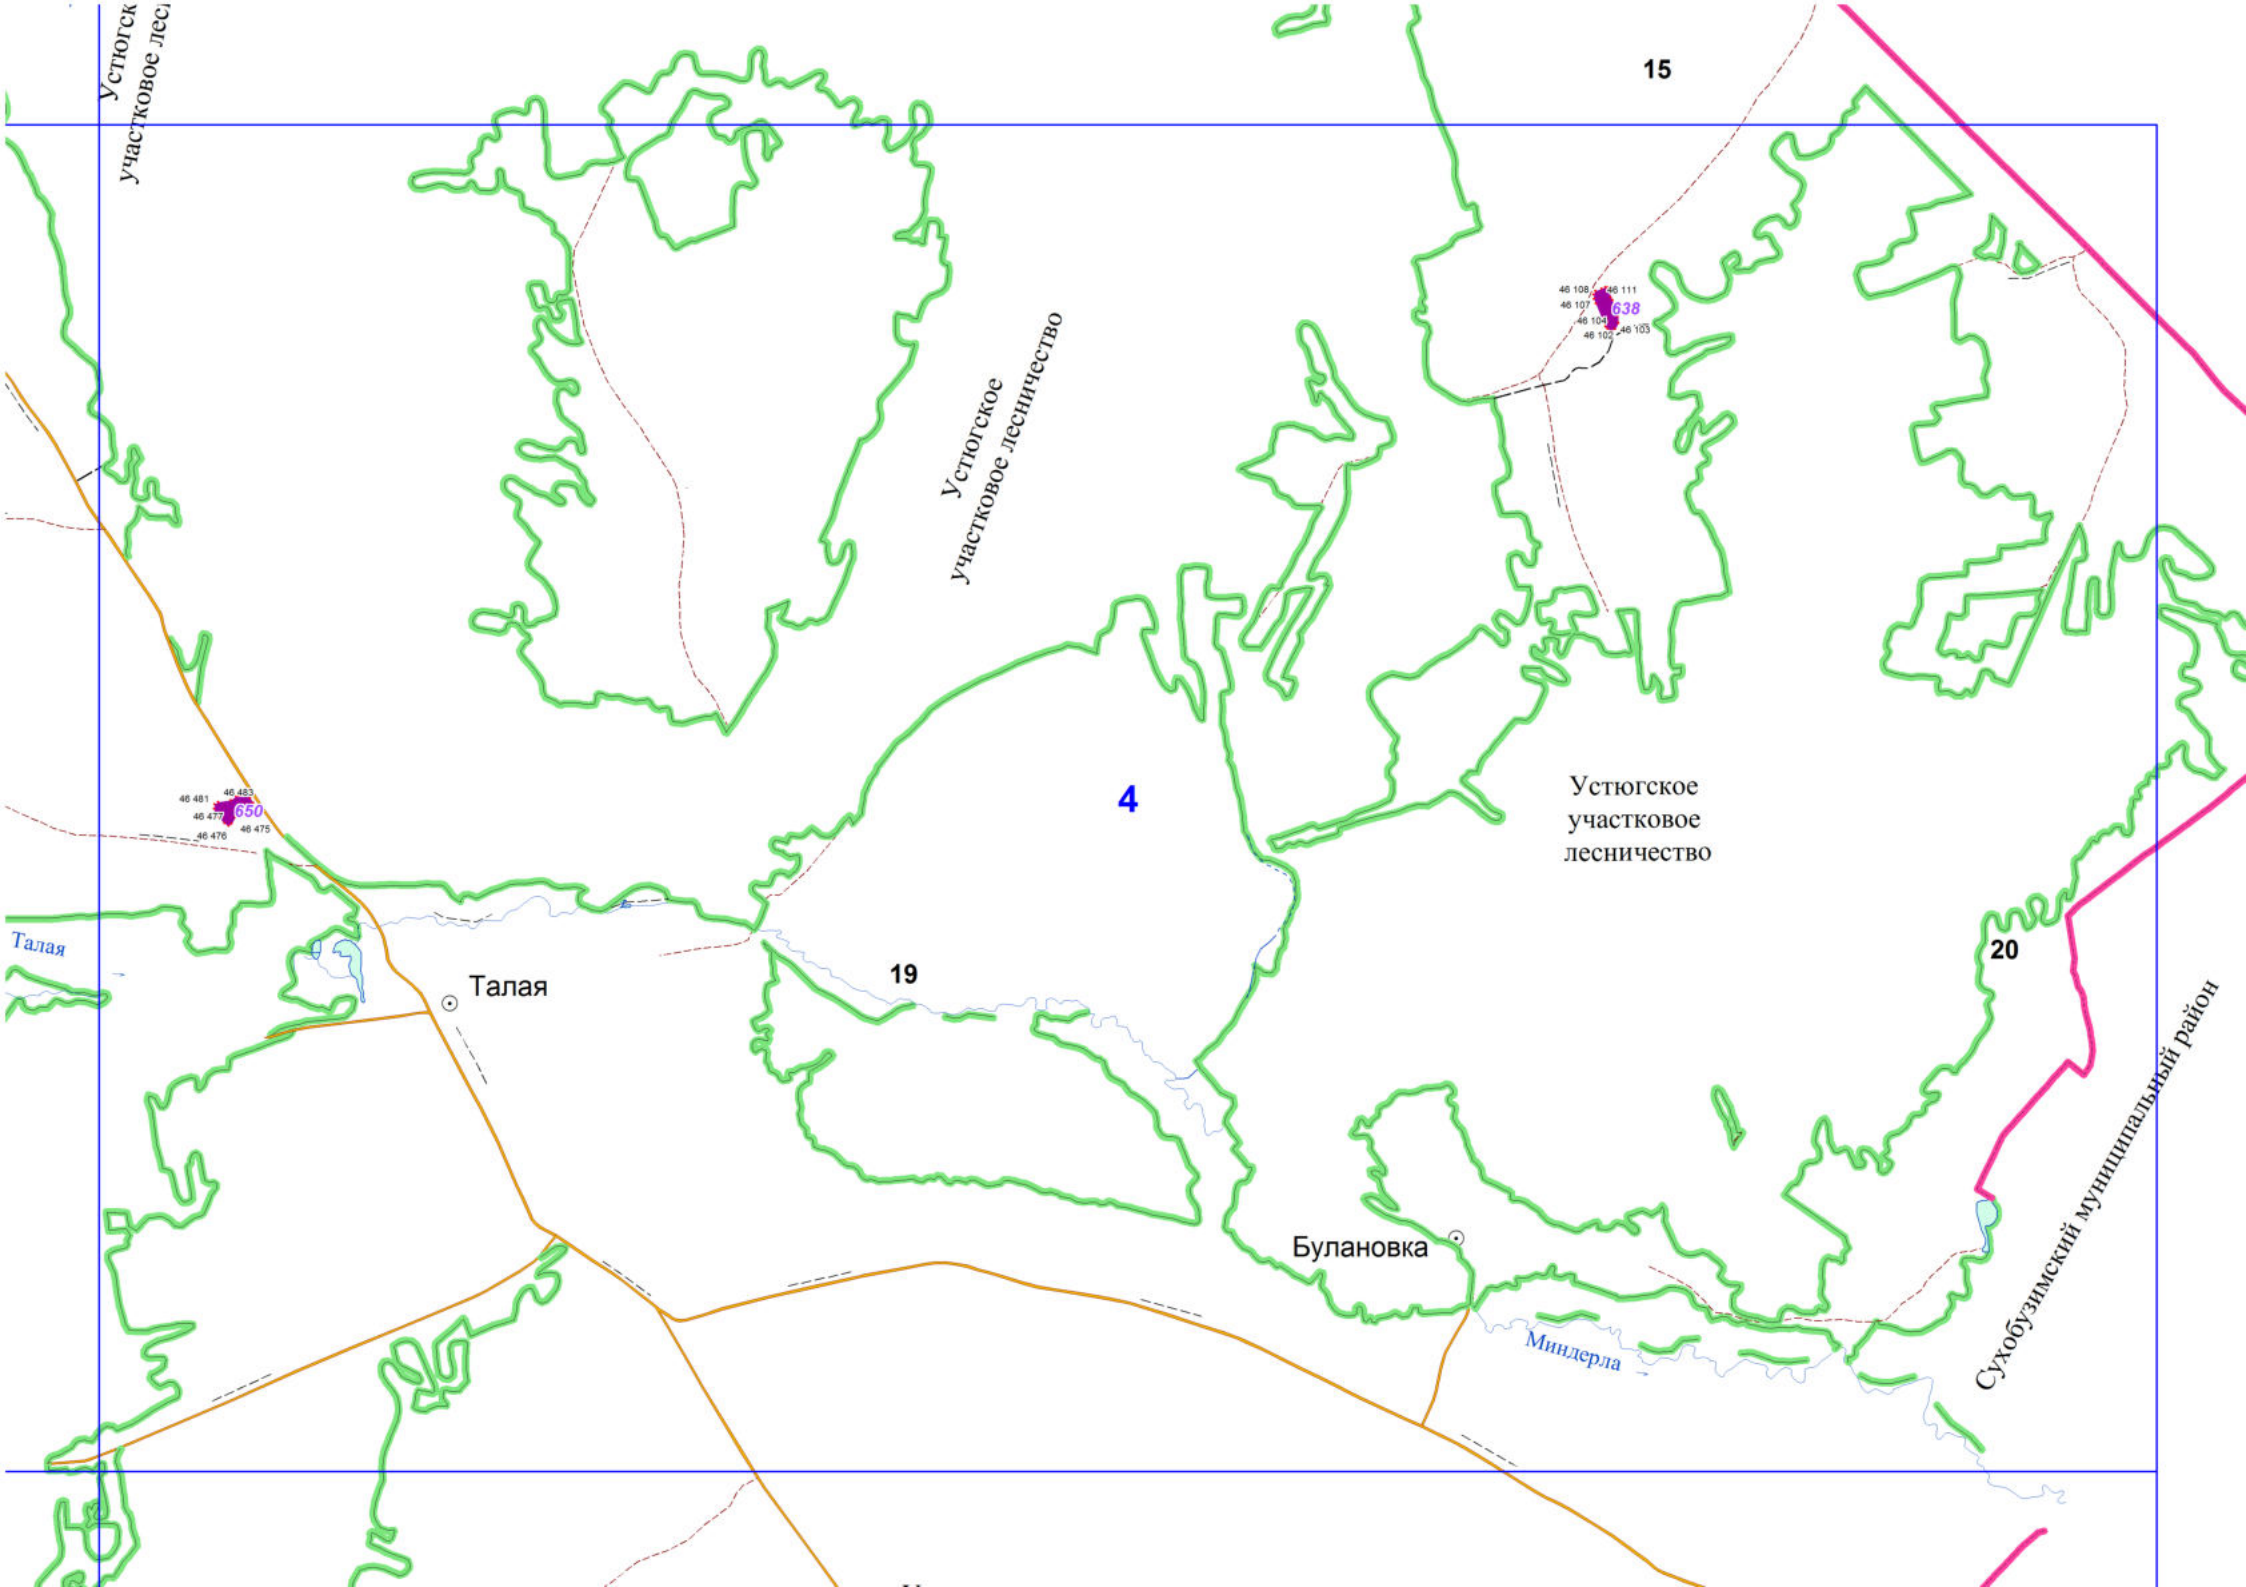 участковое
15
46 108
46 111
46 107
638
46 104
46 103
46 102
Устюгское
участковое лесничество
4
Устюгское
участковое
лесничество
46 483
46 481
650
46 477
46 475
46 476
Талая
Талая
19
20
Сухобузимский муниципальный район
Булановка
Миндерла